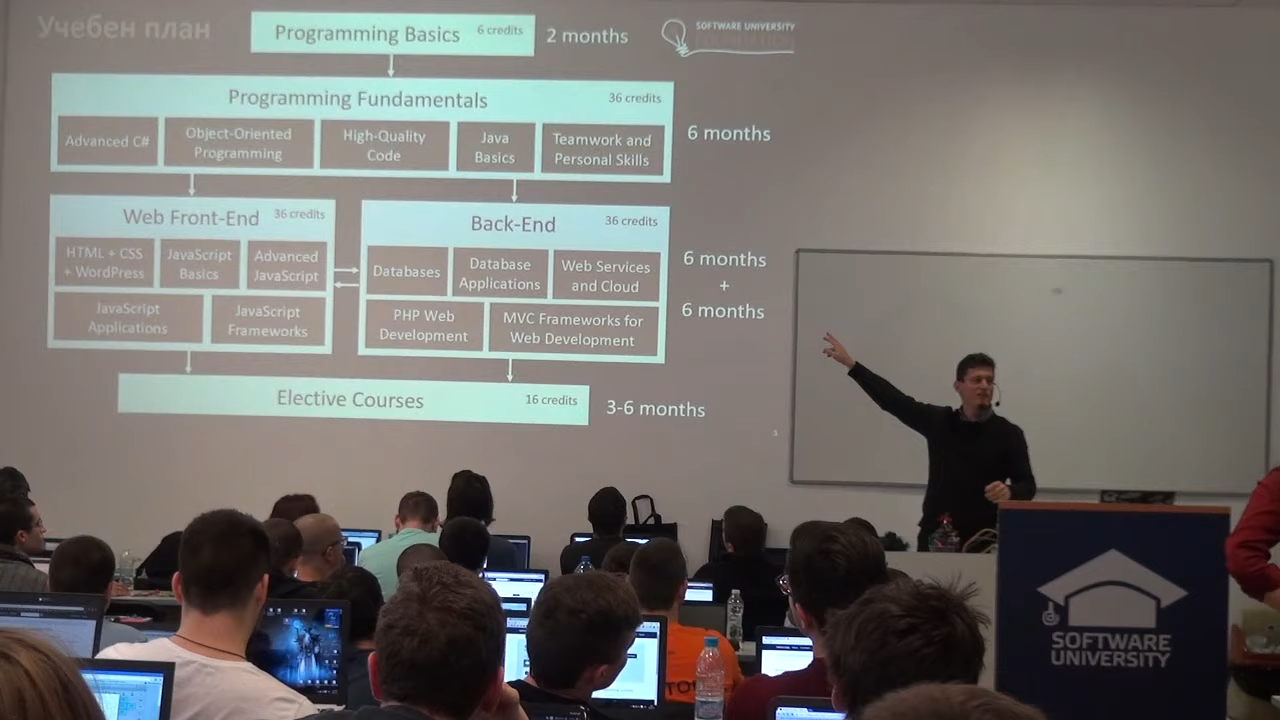 Учебен план
Programming Basics 6 credits
2 months
SOFTWARE UNIVERSITY
FOUNDATION
Programming Fundamentals 36 credits
Advanced C#
Object-Oriented
Programming
High-Quality
Code
Java
Basics
Teamwork and
Personal Skills
6 months
Web Front-End 36 credits
HTML + CSS
+ WordPress
JavaScript
Basics
Advanced
JavaScript
JavaScript
Applications
JavaScript
Frameworks
Back-End 36 credits
Databases
Database
Applications
Web Services
and Cloud
PHP Web
Development
MVC Frameworks for
Web Development
6 months
+
6 months
Elective Courses 16 credits
3-6 months
3
SOFTWARE
UNIVERSITY